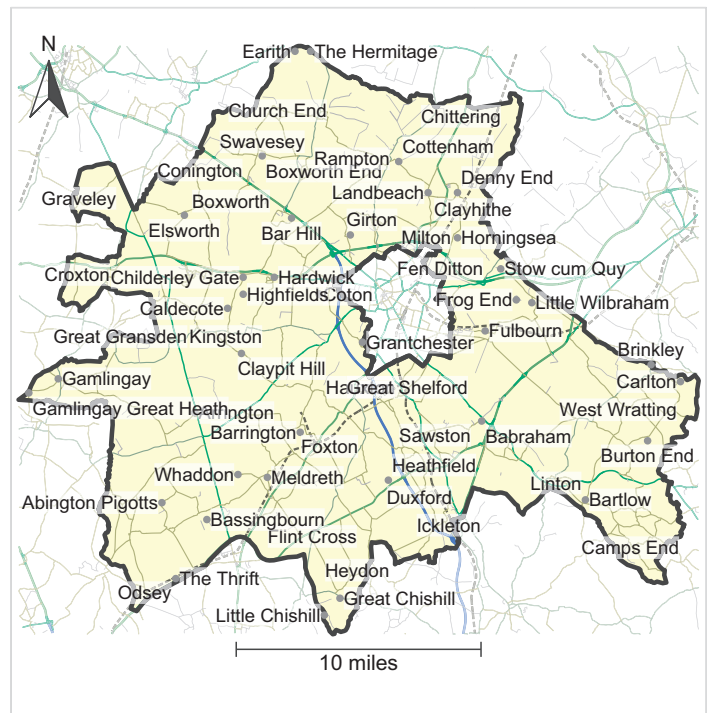 N
Earith
The Hermitage
Church End
Chittering
Swavesey
Cottenham
Rampton
Conington
Boxworth End
Denny End
Landbeach
Graveley
Boxworth
Clayhithe
Girton
Elsworth
Bar Hill
Milton
Horningsea
Croxton
Childerley Gate
Hardwick
Fen Ditton
Stow cum Quy
Highfields
Coton
Frog End
Little Wilbraham
Caldecote
Great Gransden
Kingston
Grantchester
Fulbourn
Claypit Hill
Brinkley
Gamlingay
Great Shelford
Carlton
Gamlingay Great Heath
West Wratting
Barrington
Sawston
Babraham
Foxton
Burton End
Whaddon
Meldreth
Heathfield
Linton
Abington Pigotts
Duxford
Bartlow
Bassingbourn
Ickleton
Flint Cross
Camps End
The Thrift
Heydon
Odsey
Great Chishill
Little Chishill
10 miles